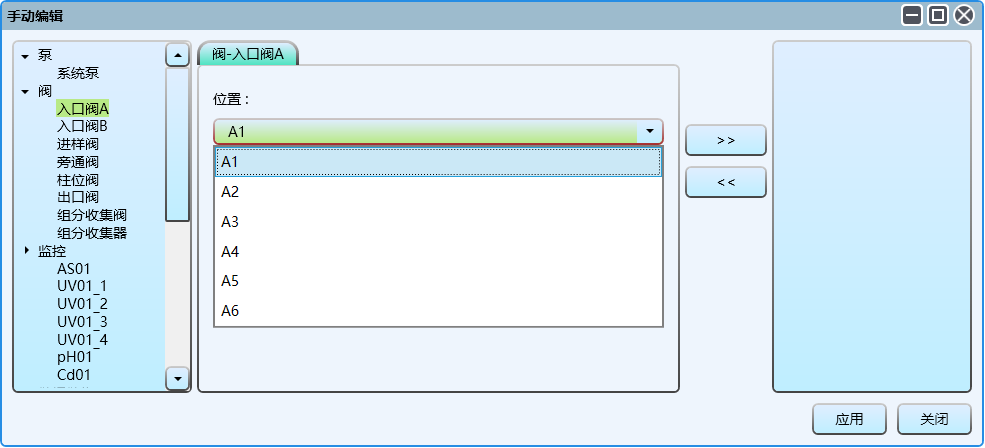 手动编辑
泵
系统泵
阀
入口阀A
入口阀B
进样阀
旁通阀
柱位阀
出口阀
组分收集阀
组分收集器
监控
AS01
UV01_1
UV01_2
UV01_3
UV01_4
pH01
Cd01
阀-入口阀A
位置：
A1
A1
A2
A3
A4
A5
A6
>>
<<
应用
关闭